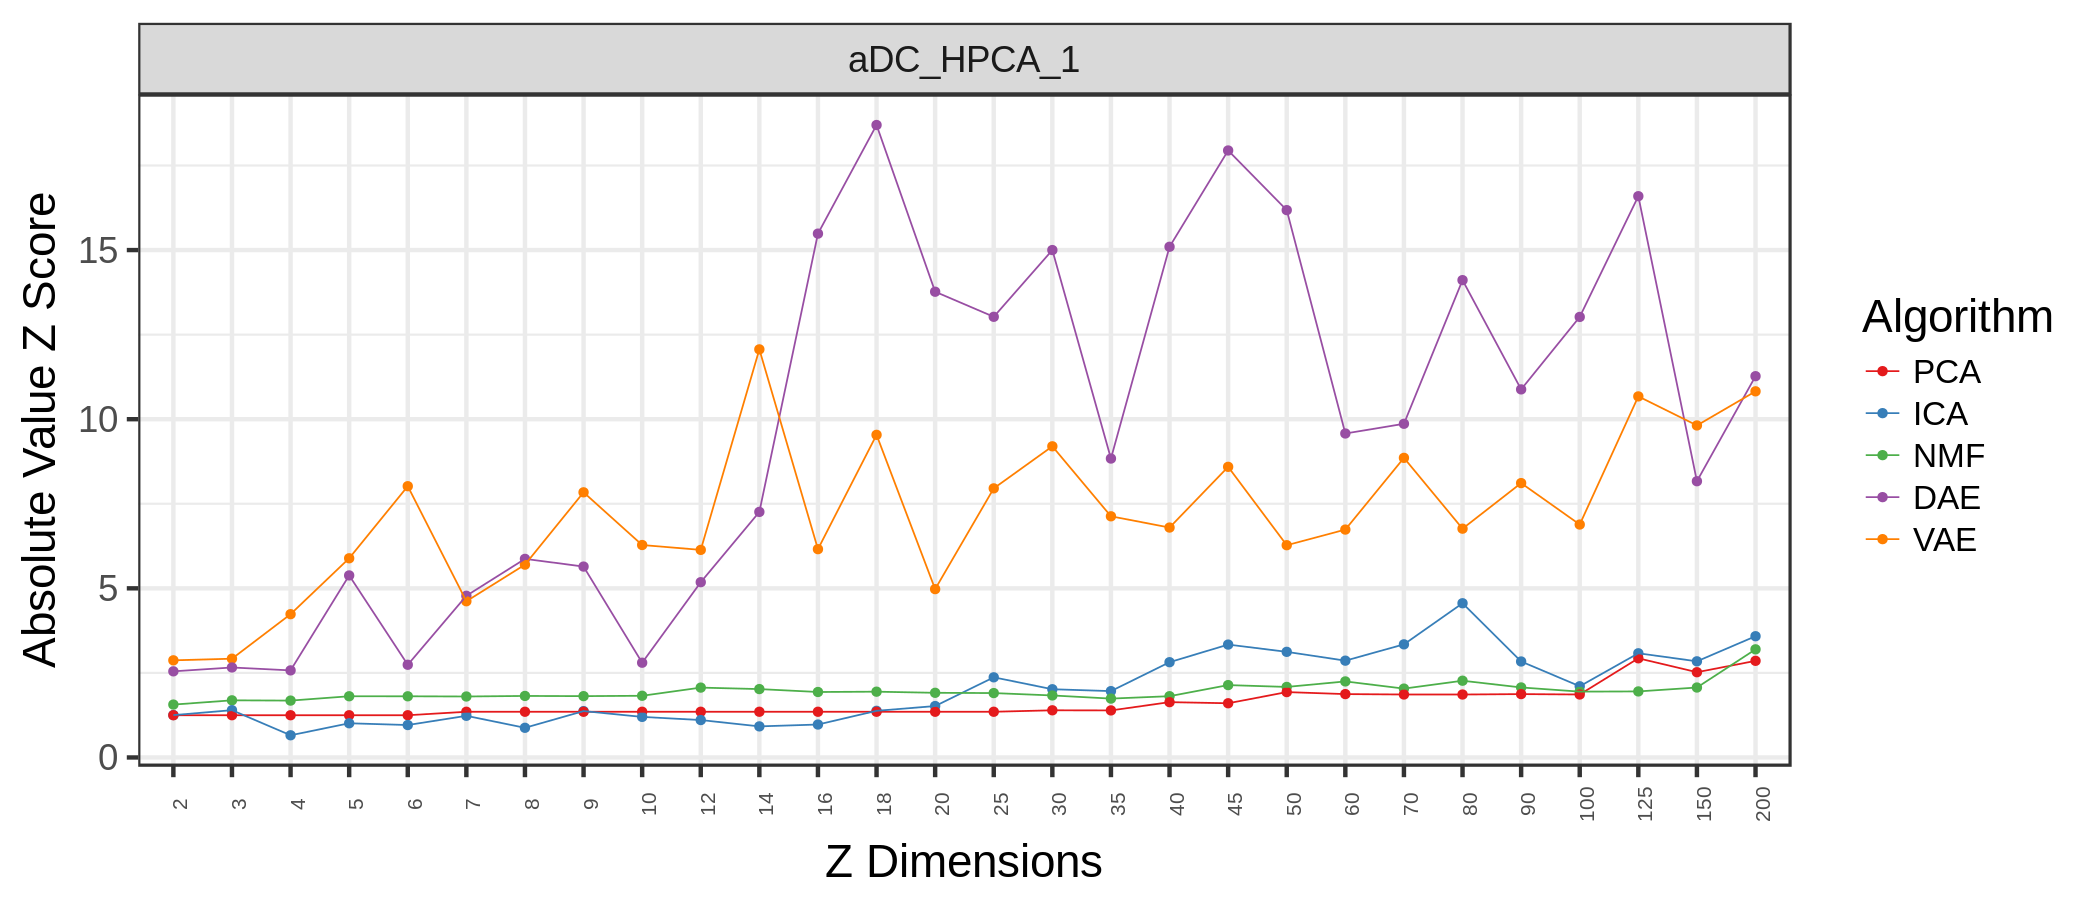 aDC_HPCA_1
Absolute Value Z Score
15
10
5
0
2 3 4 5 6 7 8 9 10 12 14 16 18 20 25 30 35 40 45 50 60 70 80 90 100 125 150 200
Z Dimensions
Algorithm
PCA
ICA
NMF
DAE
VAE